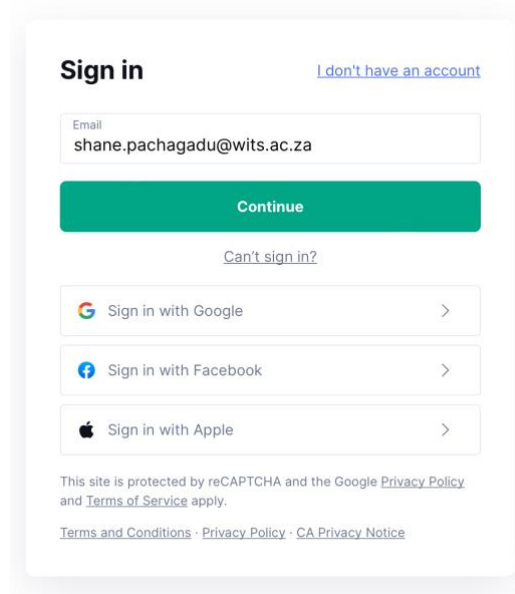 Sign in
I don't have an account
Email
shane.pachagadu@wits.ac.za
Continue
Can't sign in?
Sign in with Google
Sign in with Facebook
Sign in with Apple
This site is protected by reCAPTCHA and the Google Privacy Policy
and Terms of Service apply.
Terms and Conditions · Privacy Policy · CA Privacy Notice